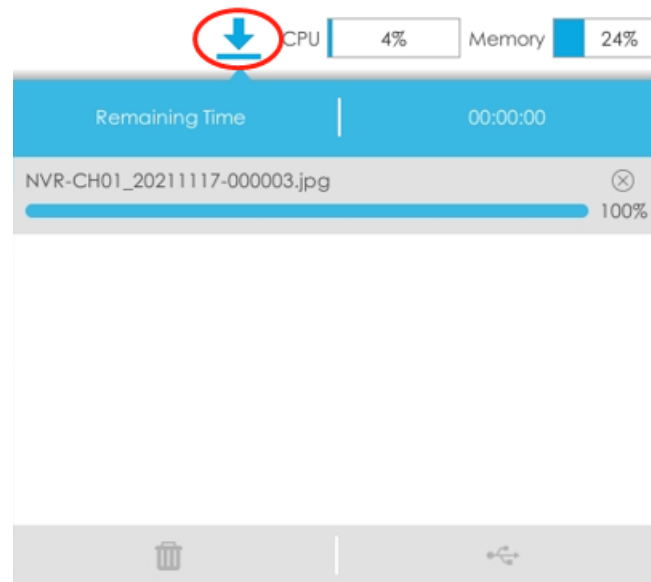 CPU 4% Memory 24%
Remaining Time 00:00:00
NVR-CH01_20211117-000003.jpg
100%